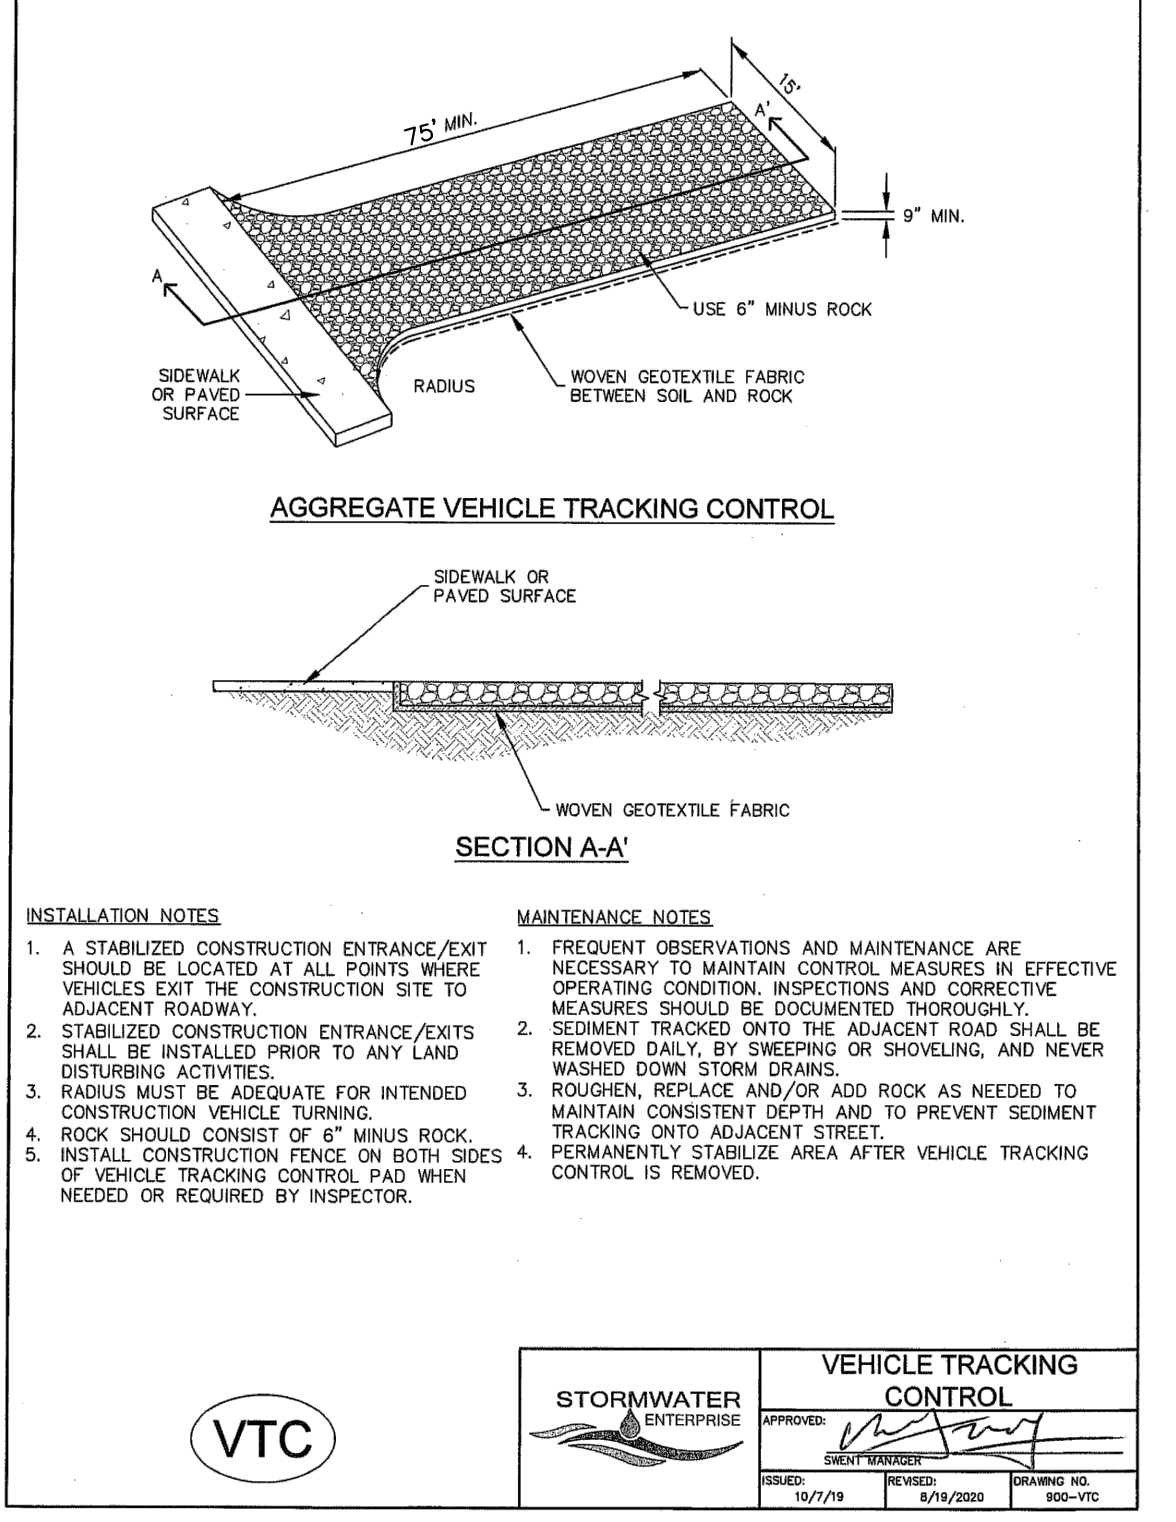 75' MIN.
15'
A'
9" MIN.
A
USE 6" MINUS ROCK
SIDEWALK
OR PAVED
SURFACE
RADIUS
WOVEN GEOTEXTILE FABRIC
BETWEEN SOIL AND ROCK
AGGREGATE VEHICLE TRACKING CONTROL
SIDEWALK OR
PAVED SURFACE
WOVEN GEOTEXTILE FABRIC
SECTION A-A'
INSTALLATION NOTES
1. A STABILIZED CONSTRUCTION ENTRANCE/EXIT
SHOULD BE LOCATED AT ALL POINTS WHERE
VEHICLES EXIT THE CONSTRUCTION SITE TO
ADJACENT ROADWAY.
2. STABILIZED CONSTRUCTION ENTRANCE/EXITS
SHALL BE INSTALLED PRIOR TO ANY LAND
DISTURBING ACTIVITIES.
3. RADIUS MUST BE ADEQUATE FOR INTENDED
CONSTRUCTION VEHICLE TURNING.
4. ROCK SHOULD CONSIST OF 6" MINUS ROCK.
5. INSTALL CONSTRUCTION FENCE ON BOTH SIDES
OF VEHICLE TRACKING CONTROL PAD WHEN
NEEDED OR REQUIRED BY INSPECTOR.
MAINTENANCE NOTES
1. FREQUENT OBSERVATIONS AND MAINTENANCE ARE
NECESSARY TO MAINTAIN CONTROL MEASURES IN EFFECTIVE
OPERATING CONDITION. INSPECTIONS AND CORRECTIVE
MEASURES SHOULD BE DOCUMENTED THOROUGHLY.
2. SEDIMENT TRACKED ONTO THE ADJACENT ROAD SHALL BE
REMOVED DAILY, BY SWEEPING OR SHOVELING, AND NEVER
WASHED DOWN STORM DRAINS.
3. ROUGHEN, REPLACE AND/OR ADD ROCK AS NEEDED TO
MAINTAIN CONSISTENT DEPTH AND TO PREVENT SEDIMENT
TRACKING ONTO ADJACENT STREET.
4. PERMANENTLY STABILIZE AREA AFTER VEHICLE TRACKING
CONTROL IS REMOVED.
VTC
STORMWATER
ENTERPRISE
VEHICLE TRACKING
CONTROL
APPROVED:
SWENT MANAGER
ISSUED:
10/7/19
REVISED:
8/19/2020
DRAWING NO.
900-VTC